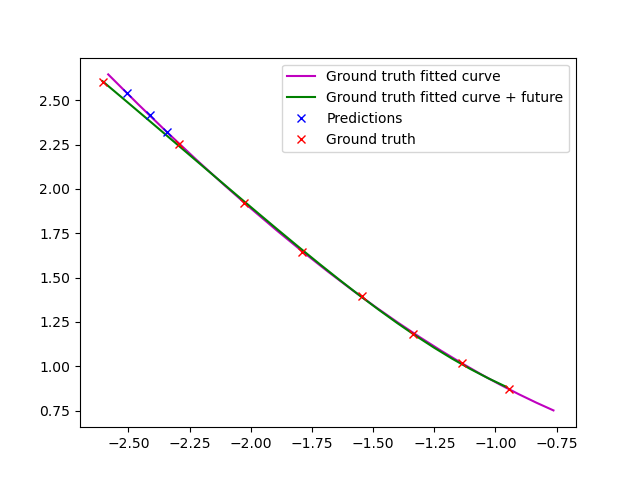 Ground truth fitted curve
Ground truth fitted curve + future
Predictions
Ground truth
2.50
2.25
2.00
1.75
1.50
1.25
1.00
0.75
−2.50 −2.25 −2.00 −1.75 −1.50 −1.25 −1.00 −0.75